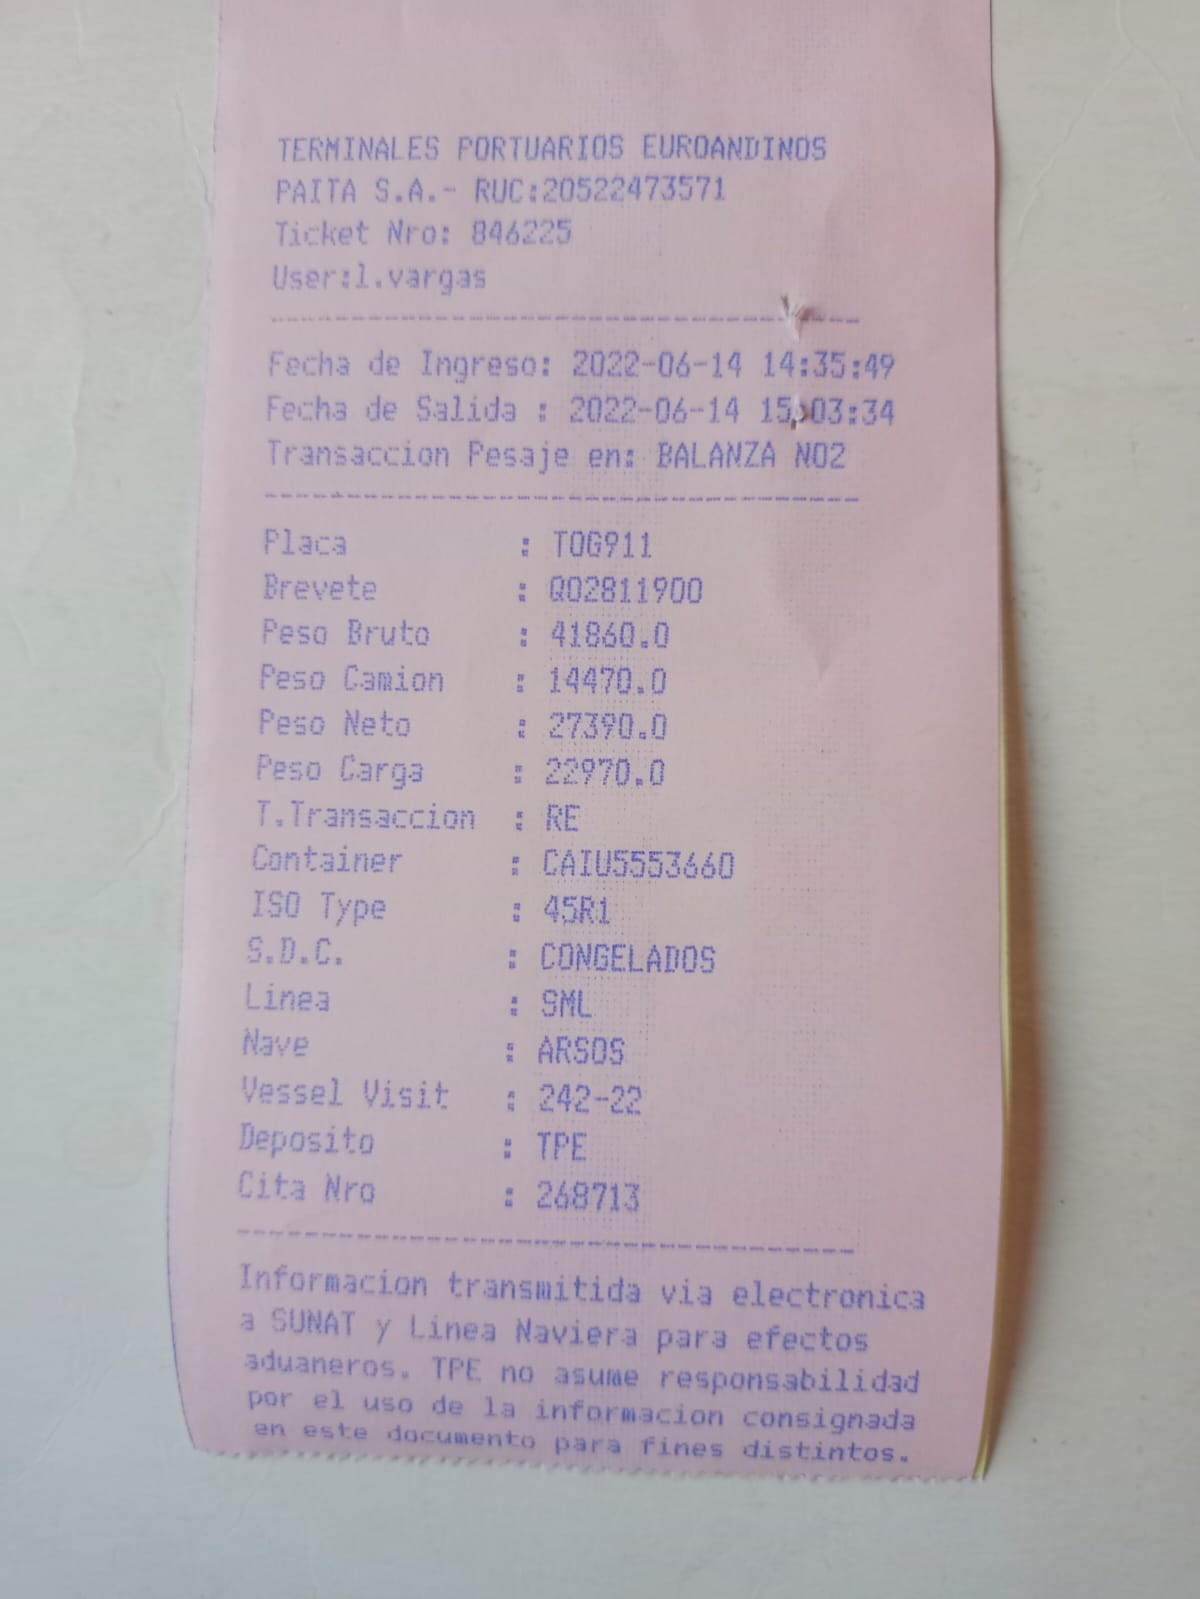 TERMINALES PORTUARIOS EUROANDINOS
PAITA S.A.- RUC:20522473571
Ticket Nro: 846225
User:l.vargas
Fecha de Ingreso: 2022-06-14 14:35:49
Fecha de Salida : 2022-06-14 15:03:34
Transaccion Pesaje en: BALANZA NO2
Placa : TOG911
Brevete : Q02811900
Peso Bruto : 41860.0
Peso Camion : 14470.0
Peso Neto : 27390.0
Peso Carga : 22970.0
T.Transaccion : RE
Container : CAIU5553660
ISO Type : 45R1
S.D.C. : CONGELADOS
Linea : SML
Nave : ARSOS
Vessel Visit : 242-22
Deposito : TPE
Cita Nro : 268713
Informacion transmitida via electronica
a SUNAT y Linea Naviera para efectos
aduaneros. TPE no asume responsabilidad
por el uso de la informacion consignada
en este documento para fines distintos.